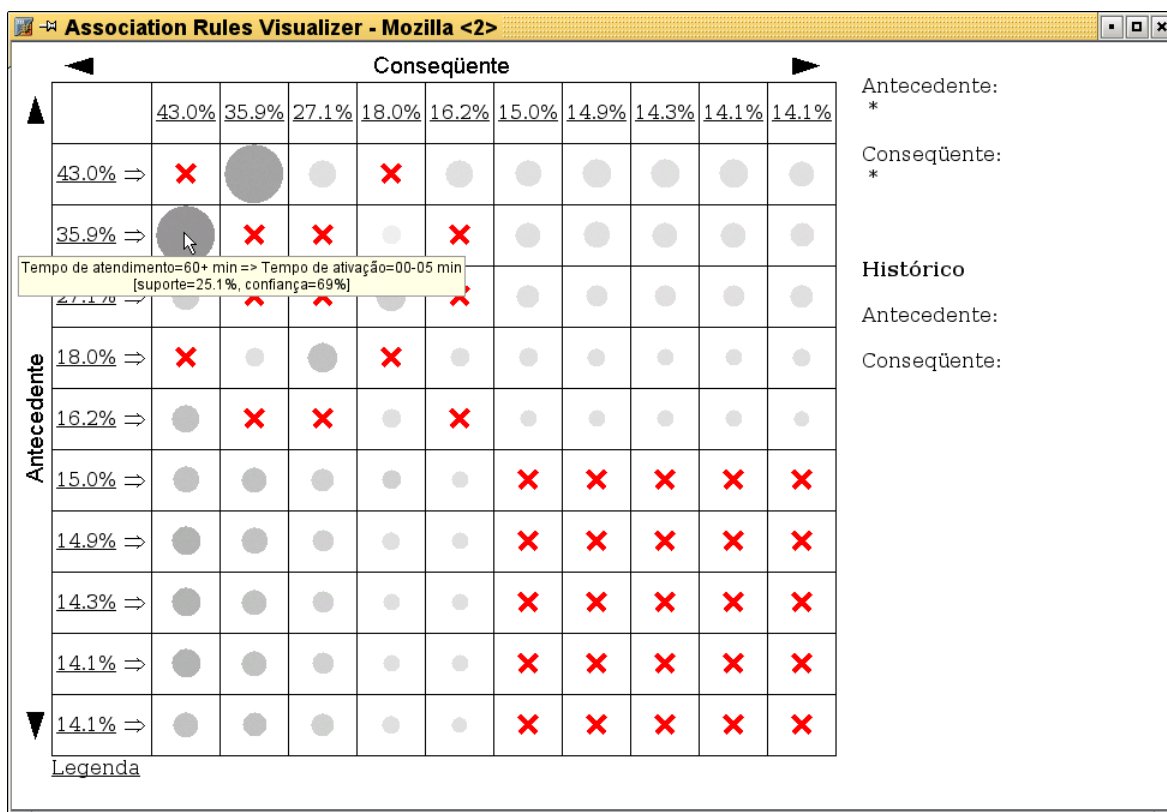 Association Rules Visualizer - Mozilla <2>
Conseqüente
43.0% 35.9% 27.1% 18.0% 16.2% 15.0% 14.9% 14.3% 14.1% 14.1%
Antecedente
43.0% ⇒
35.9% ⇒
Tempo de atendimento=60+ min => Tempo de ativação=00-05 min
[suporte=25.1%, confiança=69%]
27.1% ⇒
18.0% ⇒
16.2% ⇒
15.0% ⇒
14.9% ⇒
14.3% ⇒
14.1% ⇒
14.1% ⇒
Legenda
Antecedente:
*
Conseqüente:
*
Histórico
Antecedente:
Conseqüente: